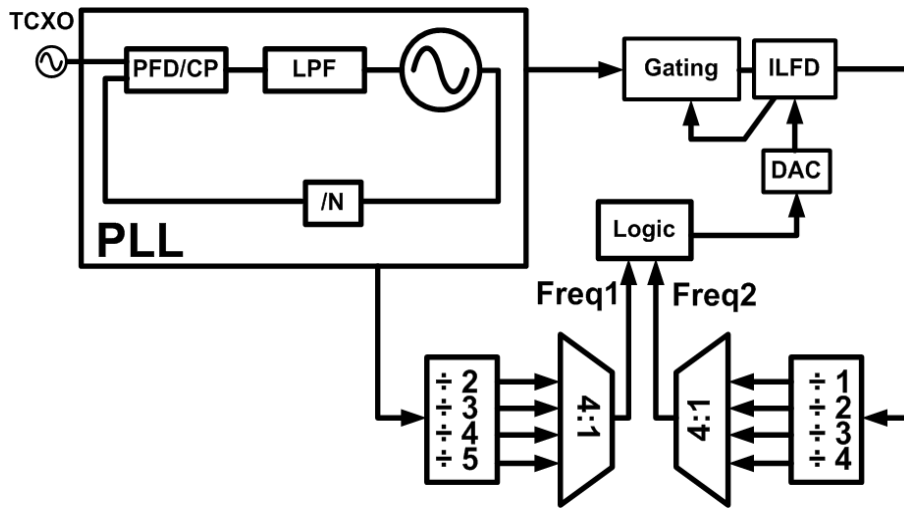 TCXO
PFD/CP
LPF
Gating
ILFD
/N
PLL
DAC
Logic
Freq1
Freq2
÷ 2
÷ 3
÷ 4
÷ 5
4:1
4:1
÷ 1
÷ 2
÷ 3
÷ 4